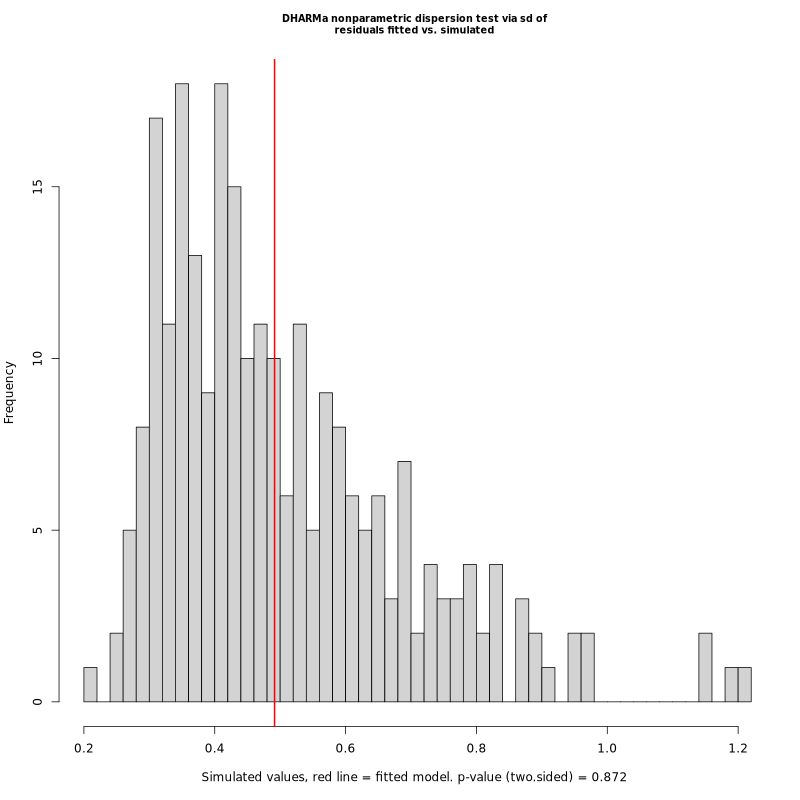 DHARMa nonparametric dispersion test via sd of
residuals fitted vs. simulated
Frequency
15
10
5
0
0.2 0.4 0.6 0.8 1.0 1.2
Simulated values, red line = fitted model. p-value (two.sided) = 0.872